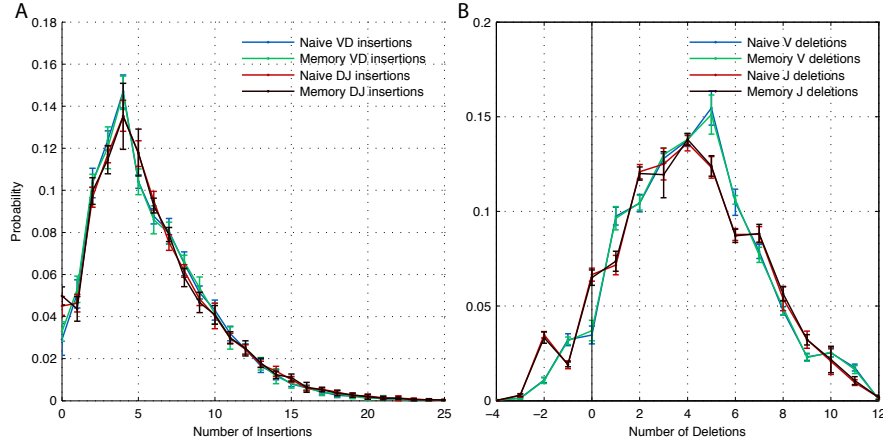 A
0.18
0.16
0.14
0.12
0.1
0.08
0.06
0.04
0.02
0
Probability
0
5
10
15
20
25
Number of Insertions
Naive VD insertions
Memory VD insertions
Naive DJ insertions
Memory DJ insertions
B
0.2
0.15
0.1
0.05
0
−4
−2
0
2
4
6
8
10
12
Number of Deletions
Naive V deletions
Memory V deletions
Naive J deletions
Memory J deletions